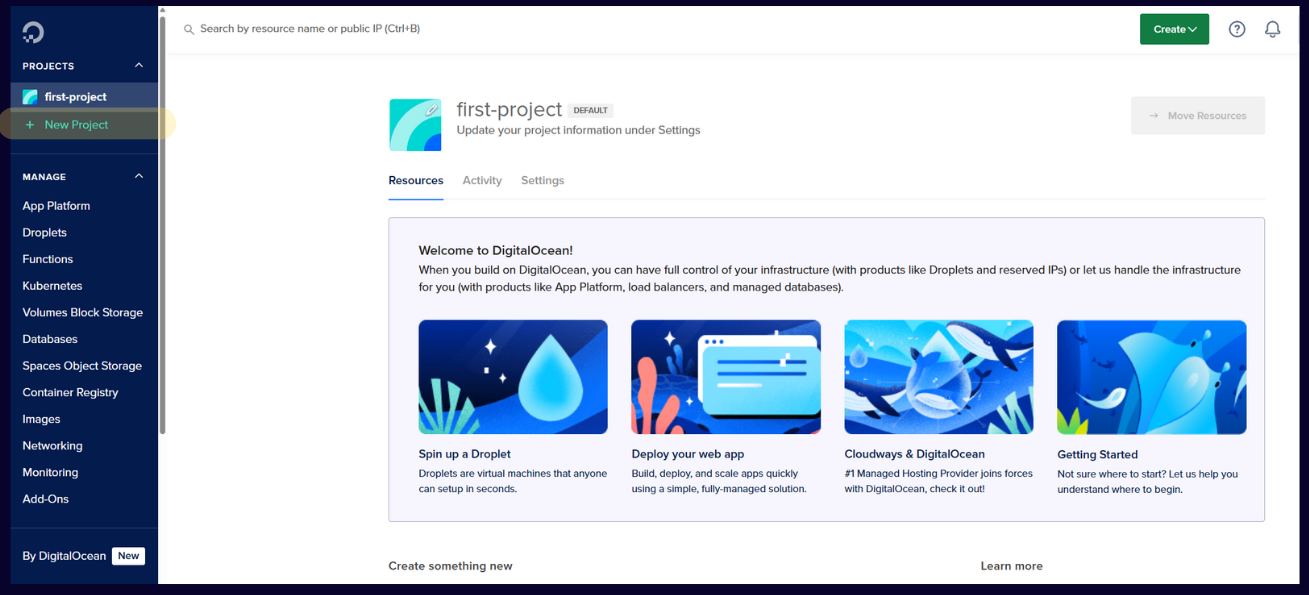 Search by resource name or public IP (Ctrl+B)
Create
PROJECTS
first-project
+ New Project
MANAGE
App Platform
Droplets
Functions
Kubernetes
Volumes Block Storage
Databases
Spaces Object Storage
Container Registry
Images
Networking
Monitoring
Add-Ons
By DigitalOcean New
first-project DEFAULT
Update your project information under Settings
→ Move Resources
Resources Activity Settings
Welcome to DigitalOcean!
When you build on DigitalOcean, you can have full control of your infrastructure (with products like Droplets and reserved IPs) or let us handle the infrastructure
for you (with products like App Platform, load balancers, and managed databases).
Spin up a Droplet
Droplets are virtual machines that anyone
can setup in seconds.
Deploy your web app
Build, deploy, and scale apps quickly
using a simple, fully-managed solution.
Cloudways & DigitalOcean
#1 Managed Hosting Provider joins forces
with DigitalOcean, check it out!
Getting Started
Not sure where to start? Let us help you
understand where to begin.
Create something new
Learn more